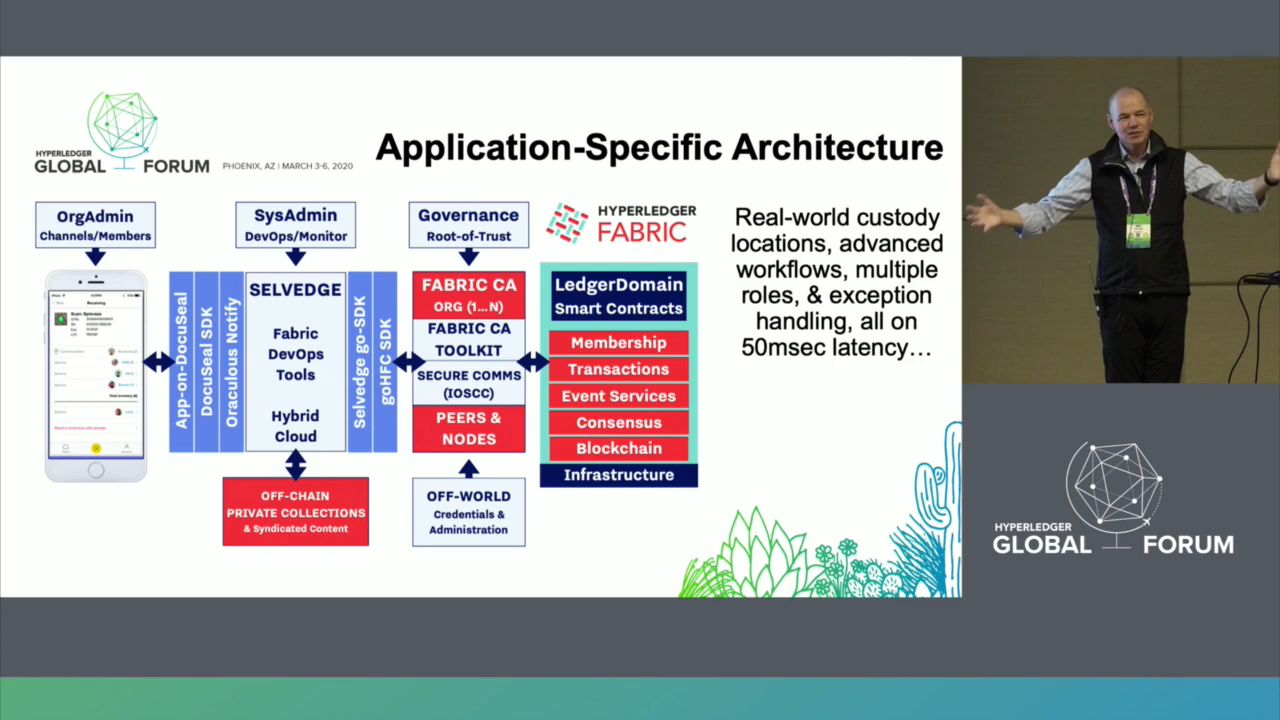 HYPERLEDGER
GLOBAL FORUM
PHOENIX, AZ | MARCH 3-6, 2020
Application-Specific Architecture
OrgAdmin
Channels/Members
SysAdmin
DevOps/Monitor
Governance
Root-of-Trust
HYPERLEDGER
FABRIC
Real-world custody
locations, advanced
workflows, multiple
roles, & exception
handling, all on
50msec latency…
Receiving
App-on-DocuSeal
DocuSeal SDK
Oraculous Notify
SELVEDGE
Fabric
DevOps
Tools
Hybrid
Cloud
Selvedge go-SDK
goHFC SDK
FABRIC CA
ORG (1...N)
FABRIC CA
TOOLKIT
SECURE COMMS
(IOSCC)
PEERS &
NODES
LedgerDomain
Smart Contracts
Membership
Transactions
Event Services
Consensus
Blockchain
Infrastructure
OFF-CHAIN
PRIVATE COLLECTIONS
& Syndicated Content
OFF-WORLD
Credentials &
Administration
HYPERLEDGER
GLOBAL FORUM